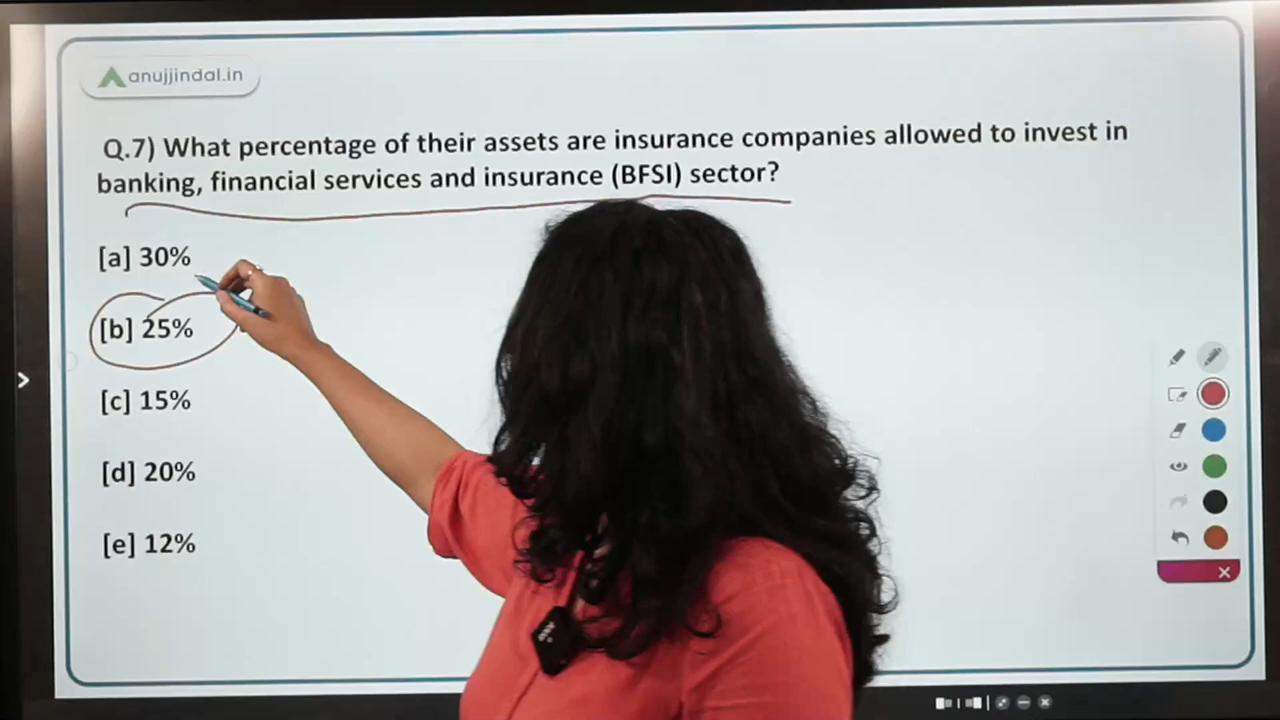 anujjindal.in
Q.7) What percentage of their assets are insurance companies allowed to invest in
banking, financial services and insurance (BFSI) sector?
[a] 30%
[b] 25%
[c] 15%
[d] 20%
[e] 12%